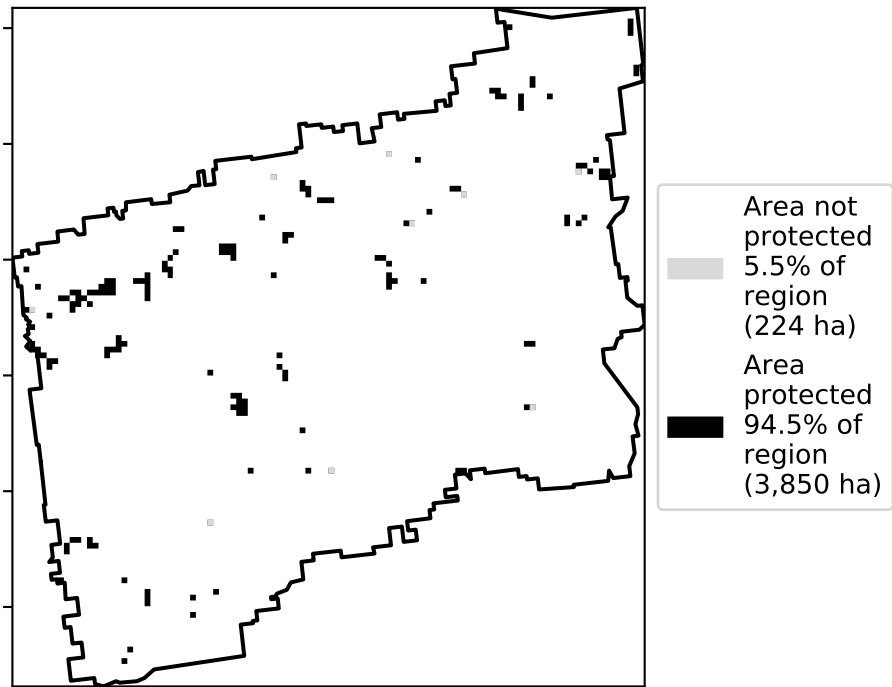 Area not
protected
5.5% of
region
(224 ha)
Area
protected
94.5% of
region
(3,850 ha)